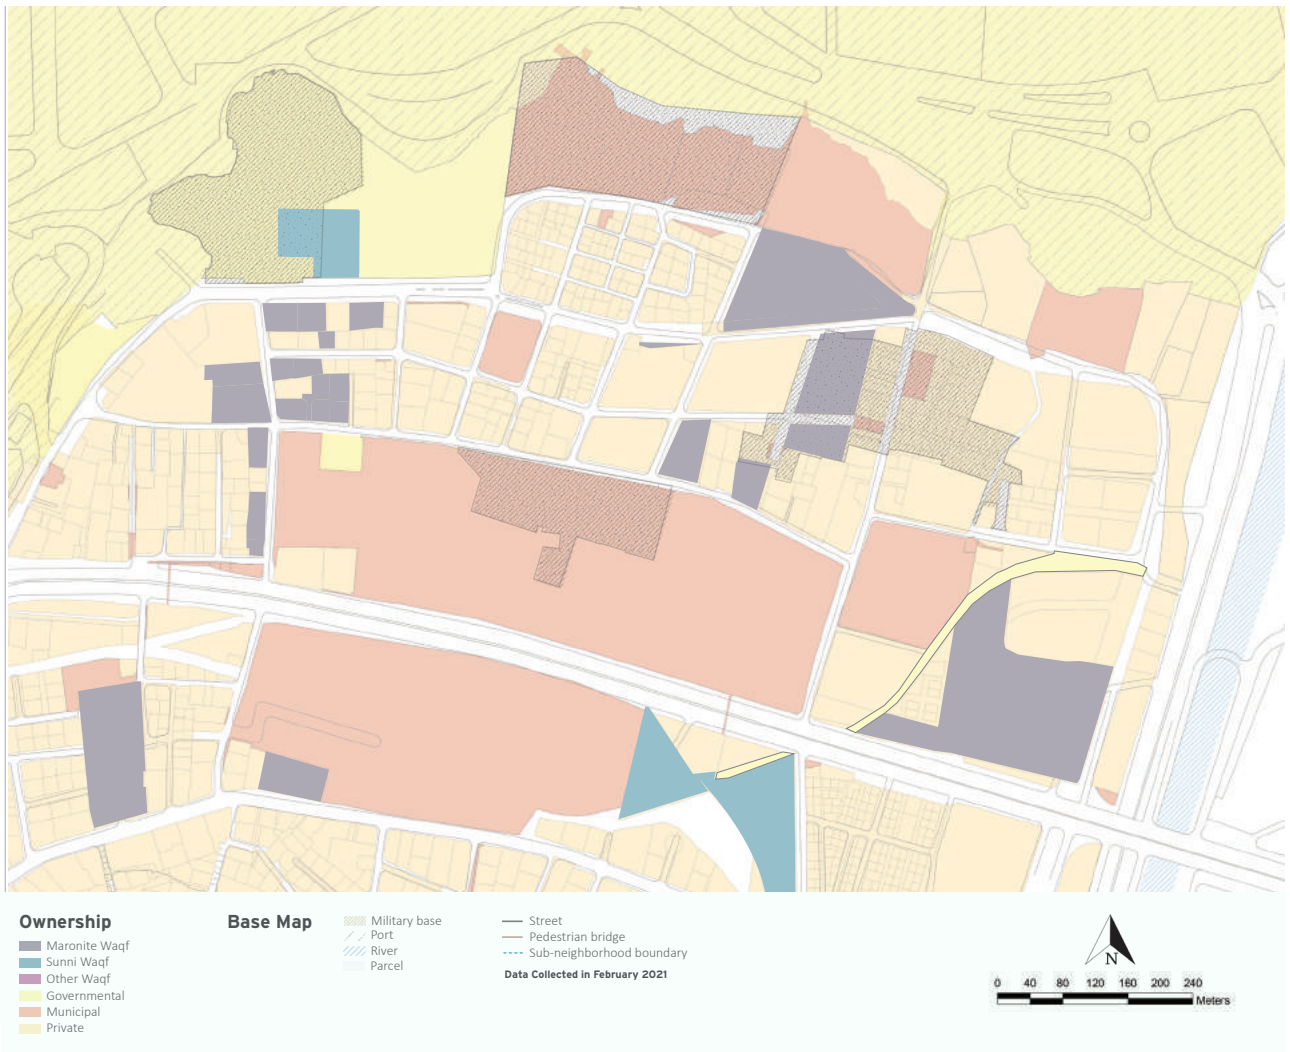 Ownership
Maronite Waqf
Sunni Waqf
Other Waqf
Governmental
Municipal
Private
Base Map
Military base
Port
River
Parcel
Street
Pedestrian bridge
Sub-neighborhood boundary
Data Collected in February 2021
N
0 40 80 120 160 200 240
Meters